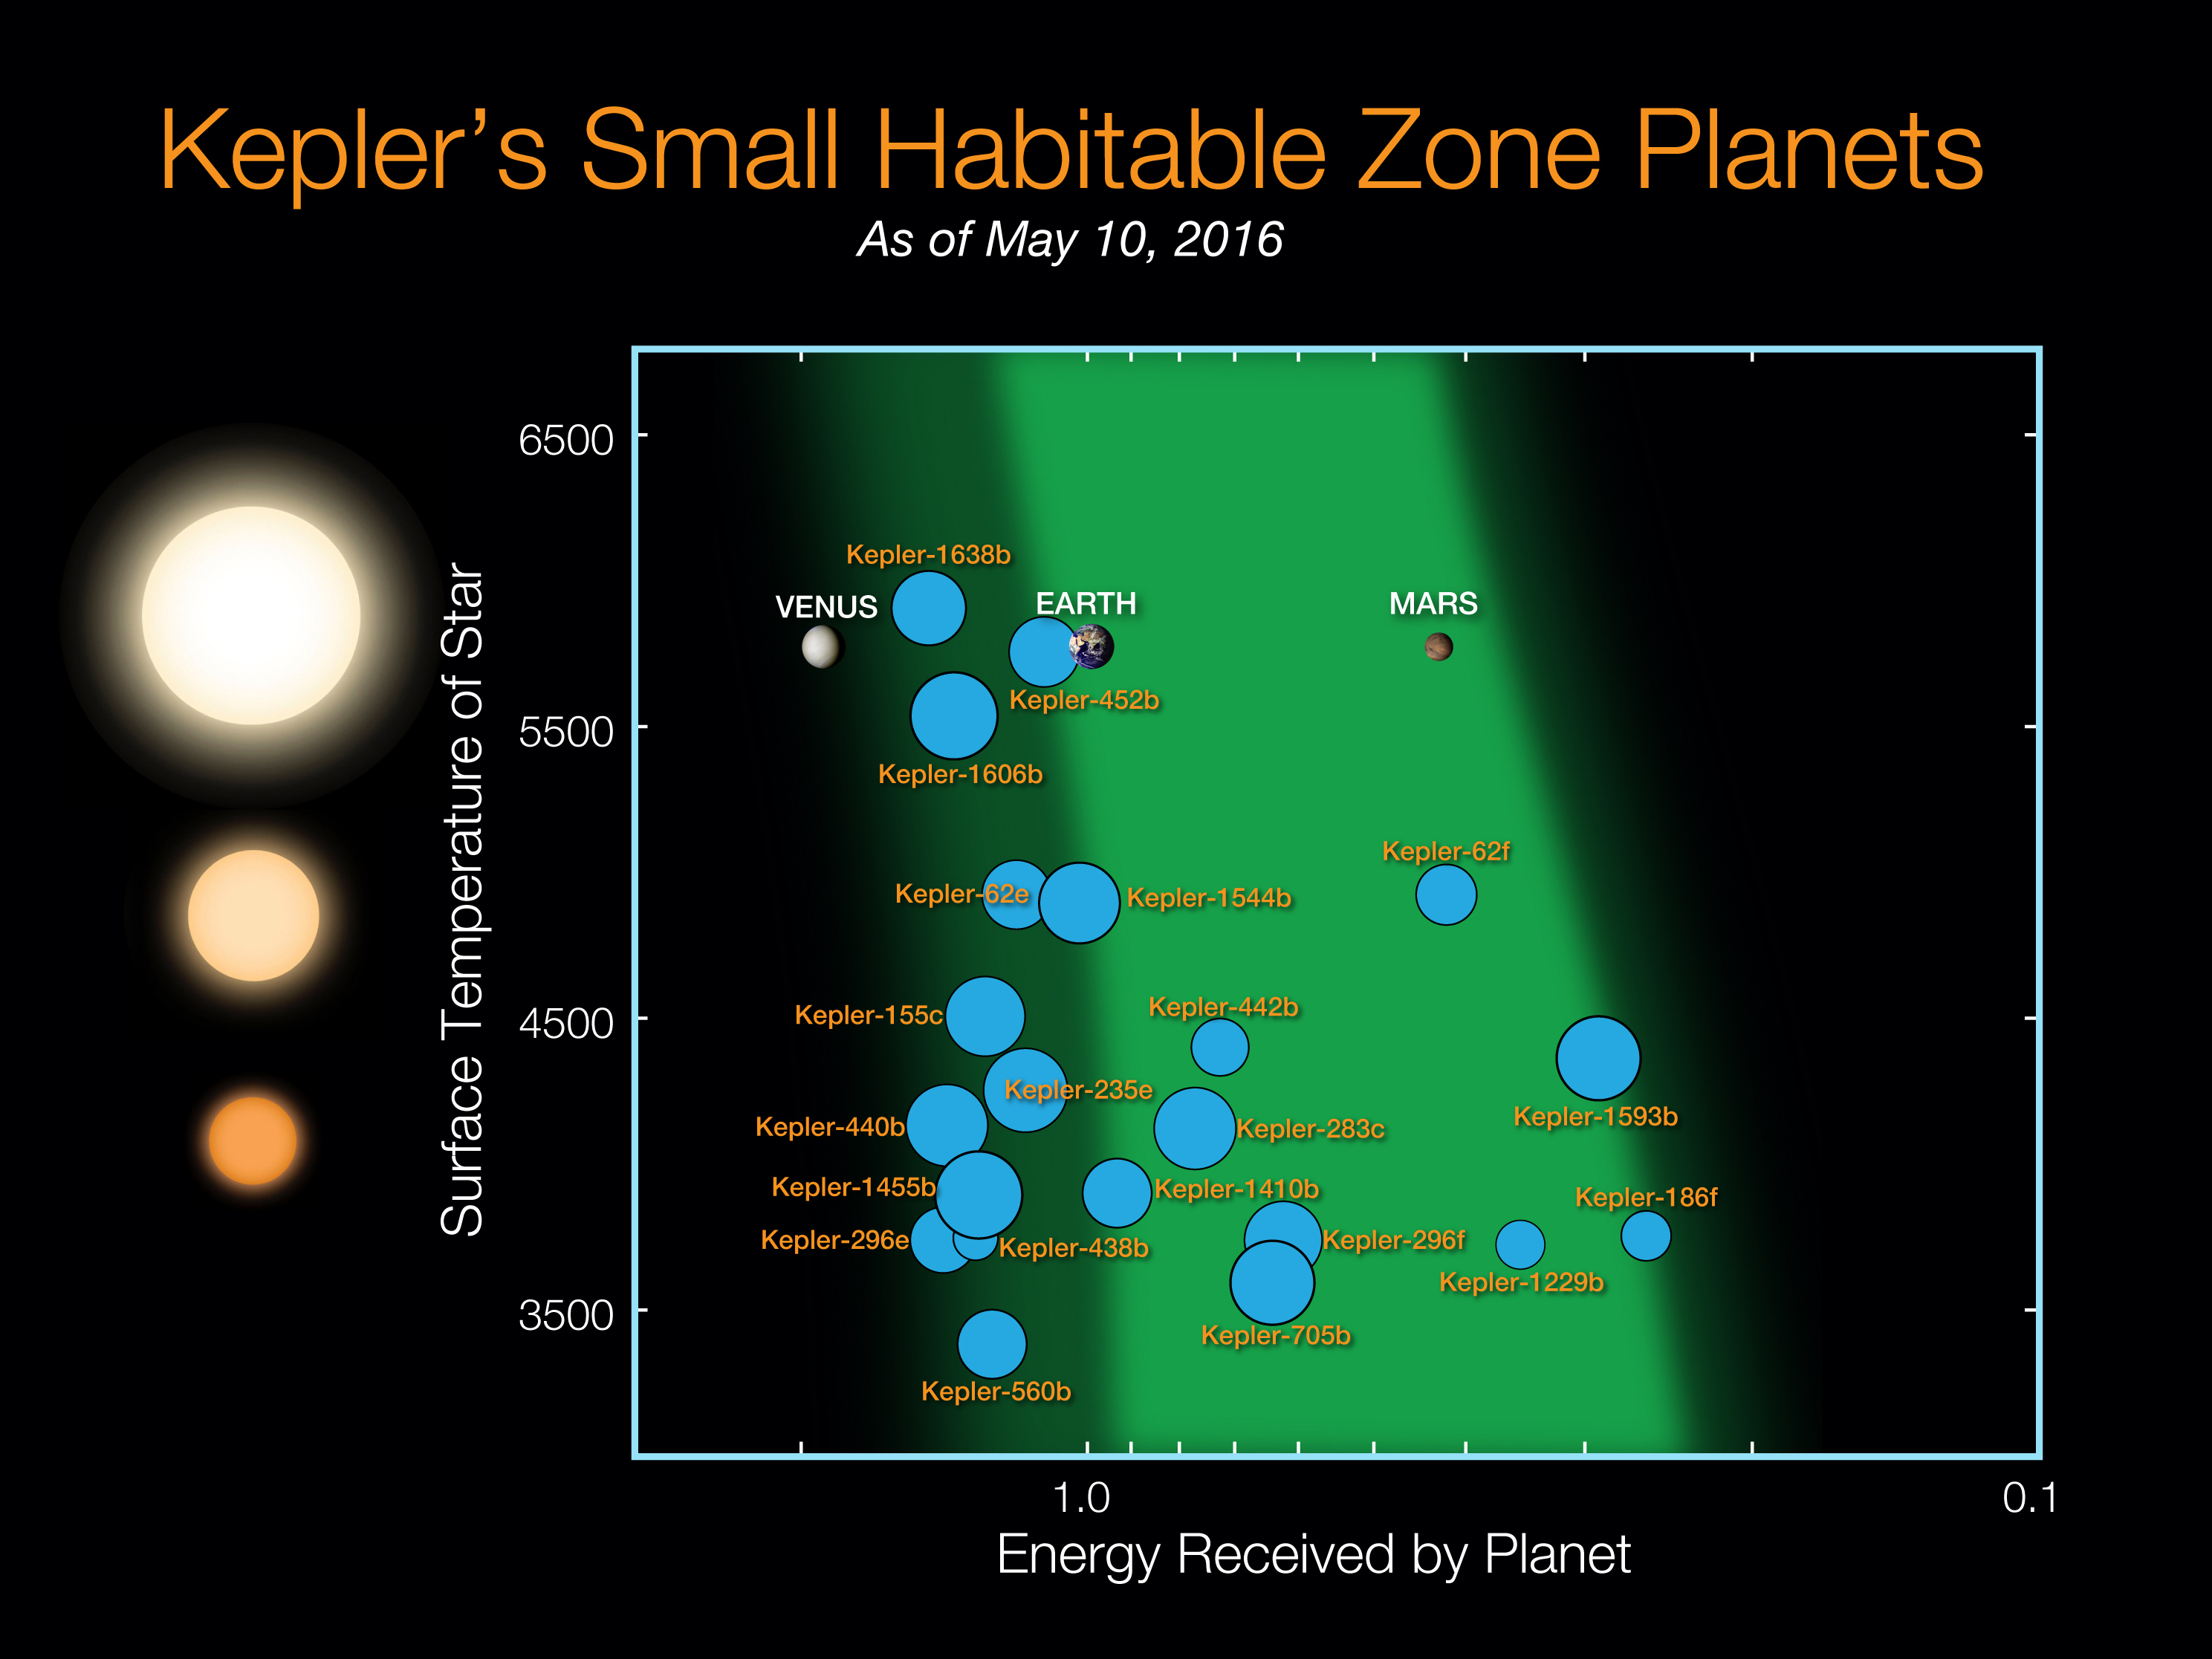 Kepler’s Small Habitable Zone Planets
As of May 10, 2016
Surface Temperature of Star
6500
5500
4500
3500
Kepler-1638b
VENUS
EARTH
MARS
Kepler-452b
Kepler-1606b
Kepler-62f
Kepler-62e
Kepler-1544b
Kepler-442b
Kepler-155c
Kepler-235e
Kepler-1593b
Kepler-440b
Kepler-283c
Kepler-1455b
Kepler-1410b
Kepler-186f
Kepler-296e
Kepler-438b
Kepler-296f
Kepler-1229b
Kepler-705b
Kepler-560b
1.0
0.1
Energy Received by Planet